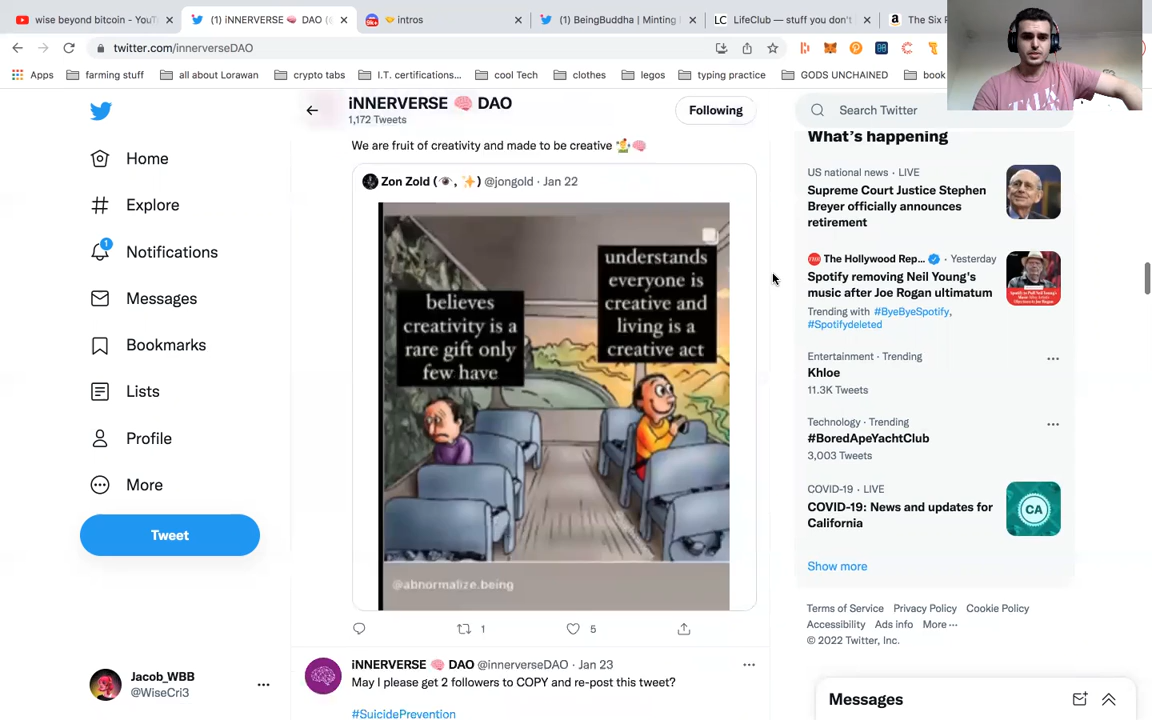 wise beyond bitcoin - YouT
(1) iNNERVERSE 🧠 DAO (
intros
(1) BeingBuddha | Minting
LC LifeClub — stuff you don't
The Six
twitter.com/innerverseDAO
Apps
farming stuff
all about Lorawan
crypto tabs
I.T. certifications...
cool Tech
clothes
legos
typing practice
GODS UNCHAINED
book
iNNERVERSE 🧠 DAO
1,172 Tweets
Following
Search Twitter
Home
Explore
1
Notifications
Messages
Bookmarks
Lists
Profile
More
Tweet
Jacob_WBB
@WiseCri3
We are fruit of creativity and made to be creative
Zon Zold (👁, ✨) @jongold · Jan 22
believes
creativity is a
rare gift only
few have
understands
everyone is
creative and
living is a
creative act
@abnormalize.being
1
5
iNNERVERSE 🧠 DAO @innerverseDAO · Jan 23
May I please get 2 followers to COPY and re-post this tweet?
#SuicidePrevention
What's happening
US national news · LIVE
Supreme Court Justice Stephen
Breyer officially announces
retirement
The Hollywood Rep... · Yesterday
Spotify removing Neil Young's
music after Joe Rogan ultimatum
Trending with #ByeByeSpotify,
#Spotifydeleted
Entertainment · Trending
Khloe
11.3K Tweets
Technology · Trending
#BoredApeYachtClub
3,003 Tweets
COVID-19 · LIVE
COVID-19: News and updates for
California
CA
Show more
Terms of Service Privacy Policy Cookie Policy
Accessibility Ads info More ···
© 2022 Twitter, Inc.
Messages